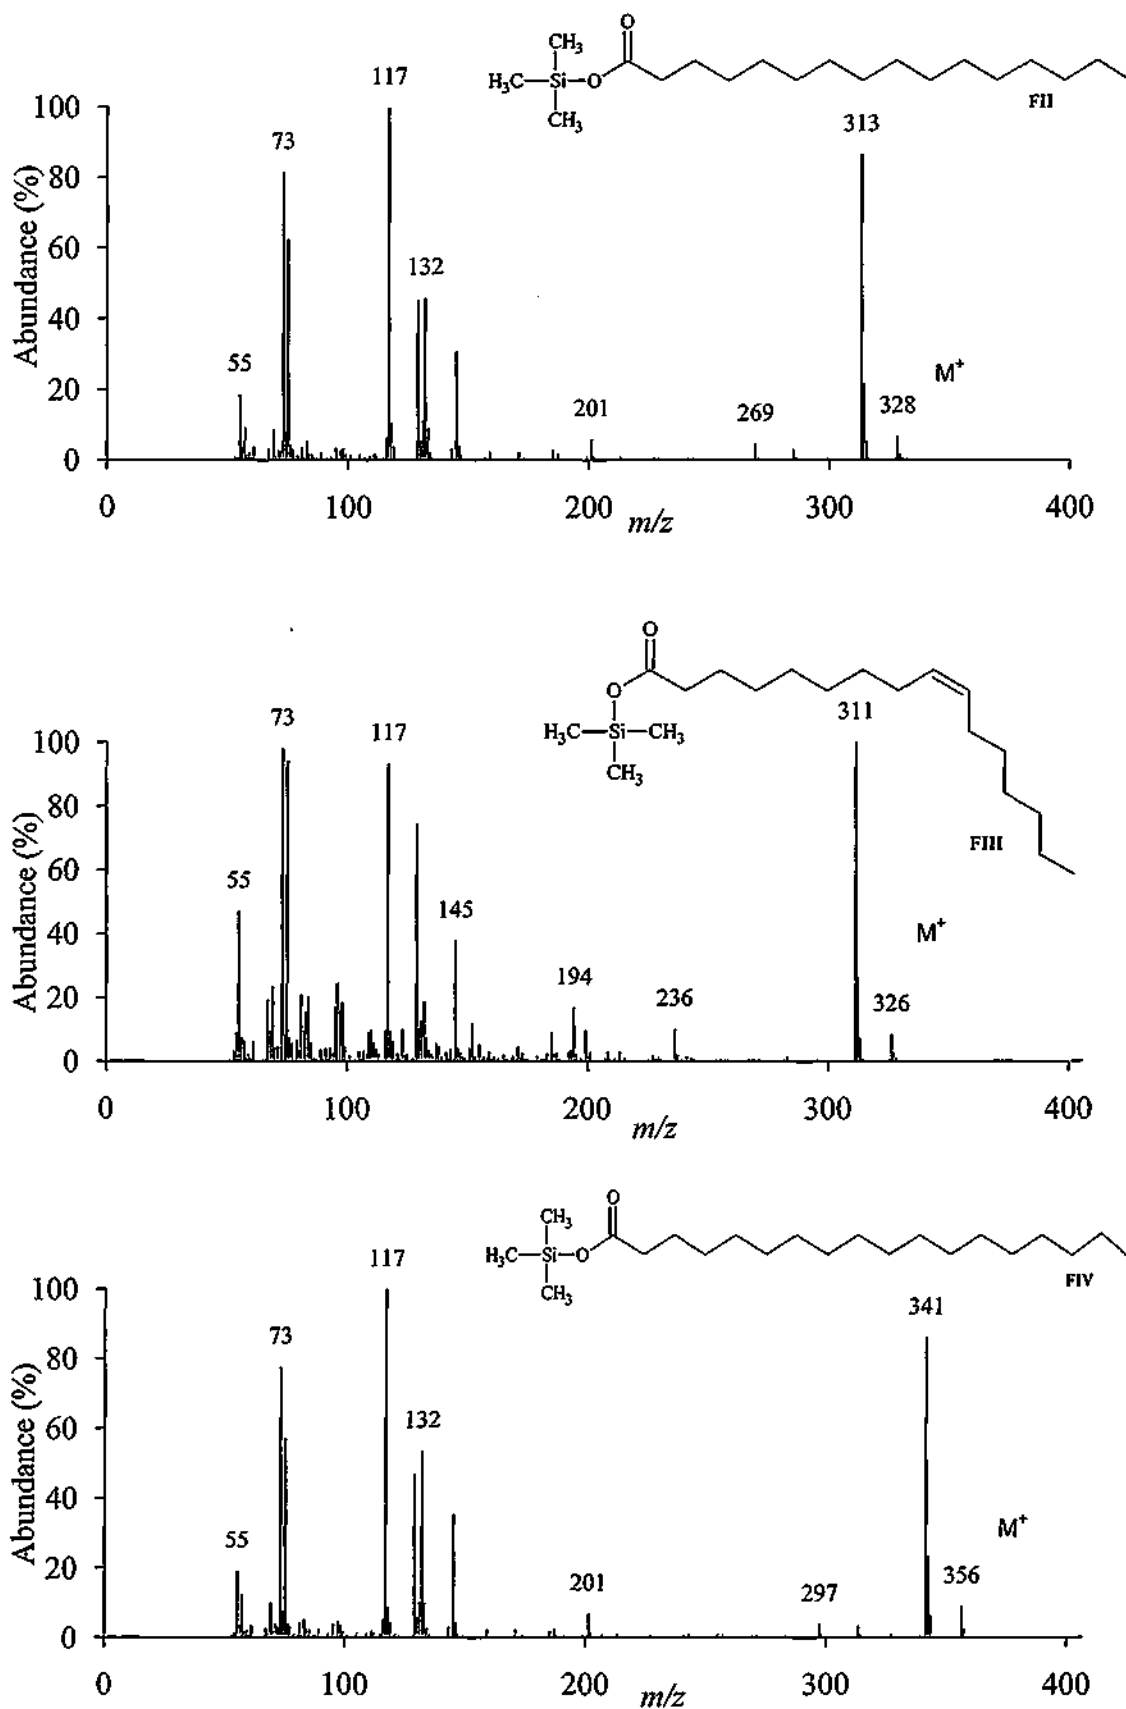 O
CH₃
H₃C—Si—O
CH₃
FII
117
73
313
132
55
201
269
328
M⁺
100
80
60
40
20
0
Abundance (%)
0 100 200 300 400
m/z
O
O
H₃C—Si—CH₃
CH₃
FIII
73
117
311
55
145
194
236
326
M⁺
100
80
60
40
20
0
Abundance (%)
0 100 200 300 400
m/z
O
CH₃
H₃C—Si—O
CH₃
FIV
117
73
341
132
55
201
297
356
M⁺
100
80
60
40
20
0
Abundance (%)
0 100 200 300 400
m/z